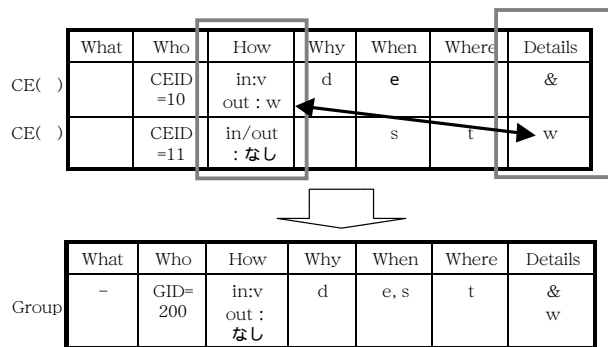 What Who How Why When Where Details
CE( ) CEID =10 in:v out : w d e &
CE( ) CEID =11 in/out : なし s t w
What Who How Why When Where Details
Group - GID= 200 in:v out : なし d e, s t & w